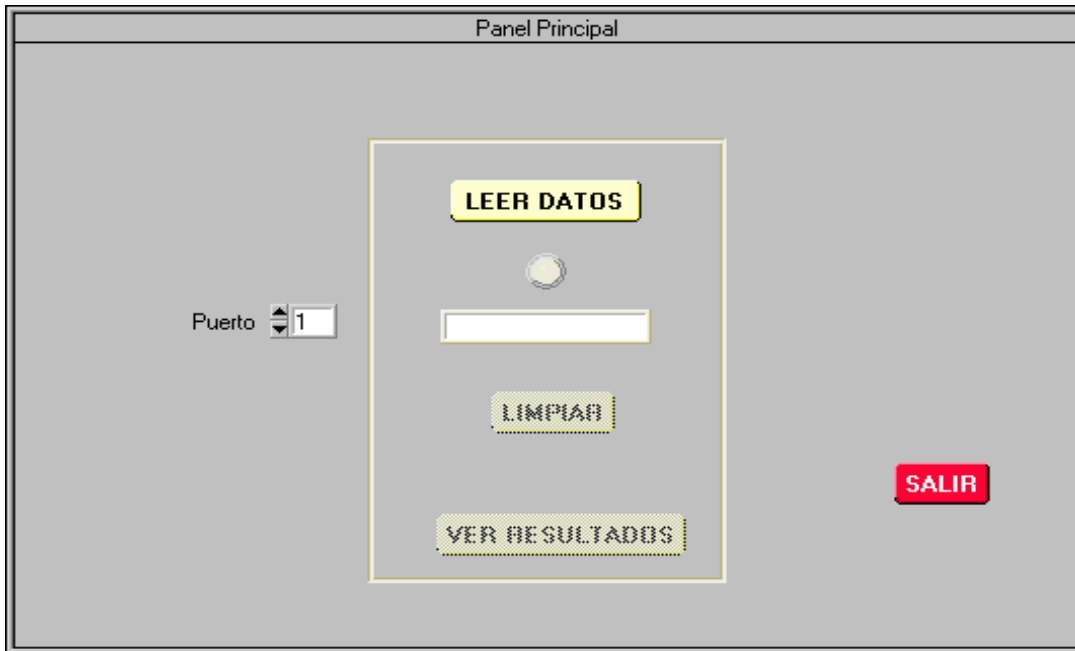 Panel Principal
LEER DATOS
Puerto 1
LIMPIAR
SALIR
VER RESULTADOS